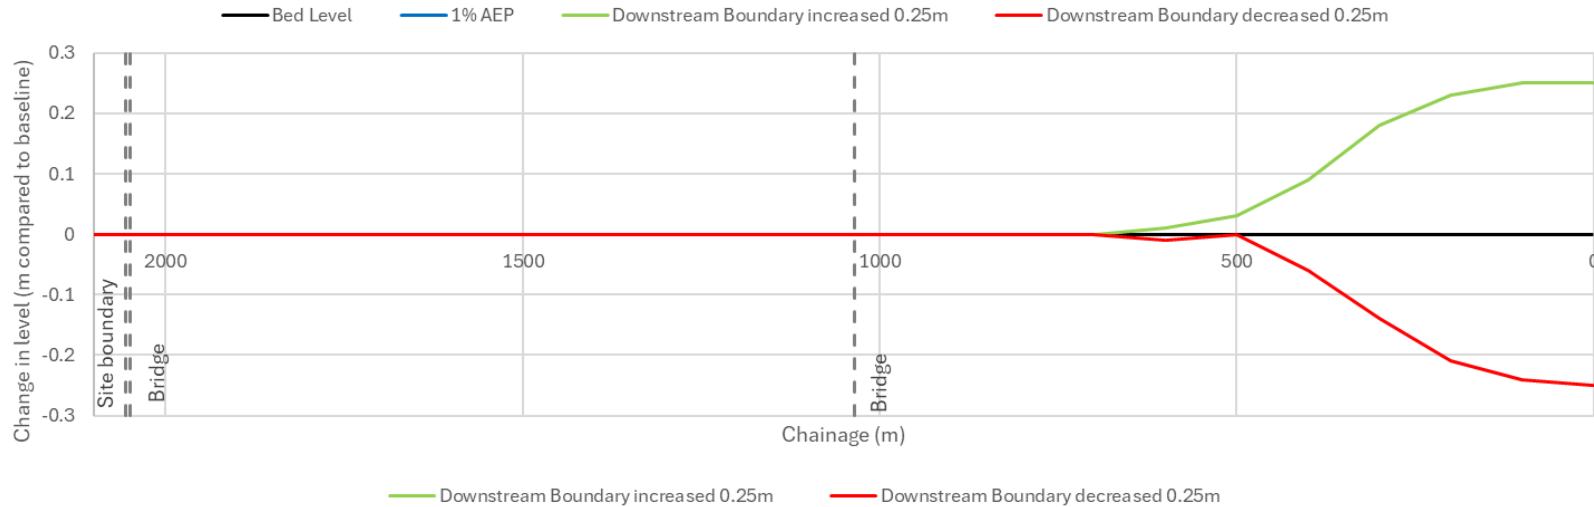 Bed Level 1% AEP Downstream Boundary increased 0.25m Downstream Boundary decreased 0.25m
Change in level (m compared to baseline)
0.3
0.2
0.1
0
-0.1
-0.2
-0.3
2000 1500 1000 500 0
Site boundary
Bridge
Bridge
Chainage (m)
Downstream Boundary increased 0.25m Downstream Boundary decreased 0.25m